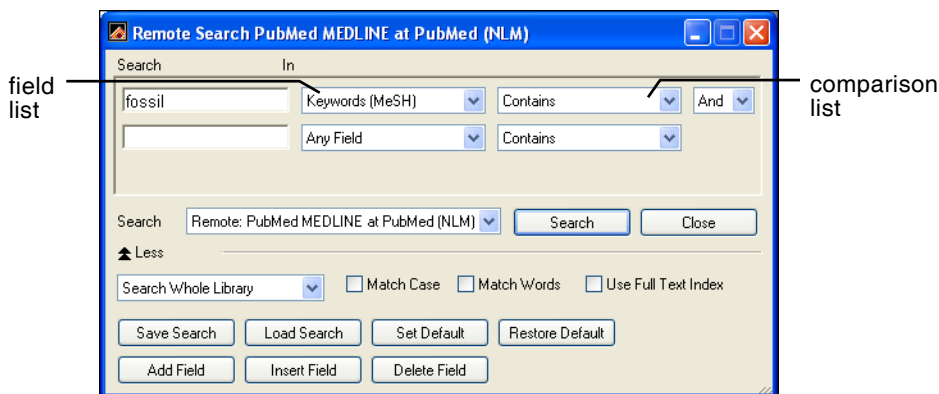 Remote Search PubMed MEDLINE at PubMed (NLM)
Search In
field list
fossil Keywords (MeSH) Contains And
comparison list
Any Field Contains
Search Remote: PubMed MEDLINE at PubMed (NLM) Search Close
Less
Search Whole Library Match Case Match Words Use Full Text Index
Save Search Load Search Set Default Restore Default
Add Field Insert Field Delete Field